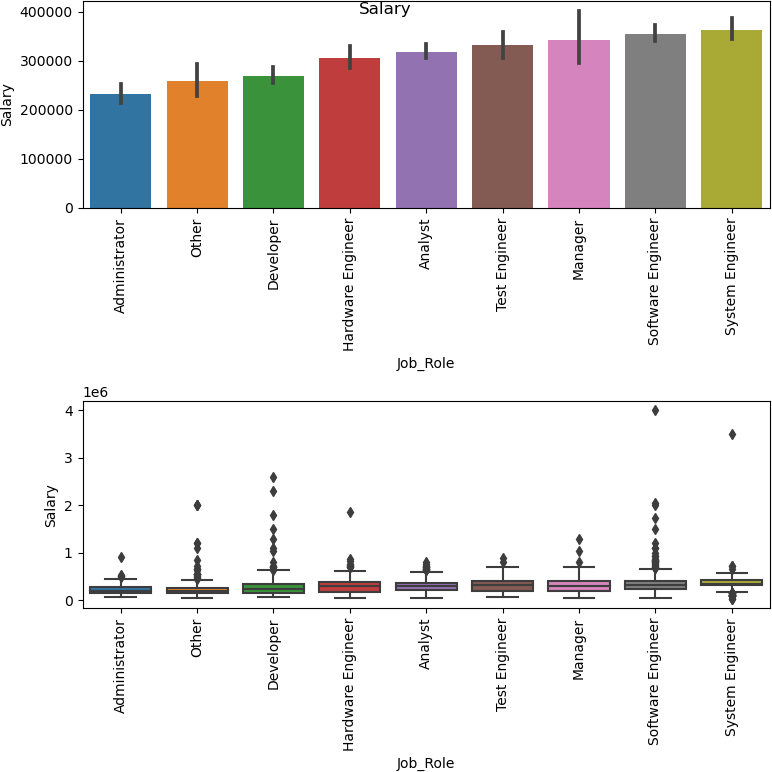 Salary
400000
300000
200000
100000
0
Salary
Administrator
Other
Developer
Hardware Engineer
Analyst
Test Engineer
Manager
Software Engineer
System Engineer
Job_Role
1e6
4
3
2
1
0
Salary
Administrator
Other
Developer
Hardware Engineer
Analyst
Test Engineer
Manager
Software Engineer
System Engineer
Job_Role